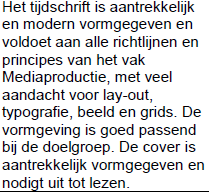 Het tijdschrift is aantrekkelijk
en modern vormgegeven en
voldoet aan alle richtlijnen en
principes van het vak
Mediaproductie, met veel
aandacht voor lay-out,
typografie, beeld en grids. De
vormgeving is goed passend
bij de doelgroep. De cover is
aantrekkelijk vormgegeven en
nodigt uit tot lezen.